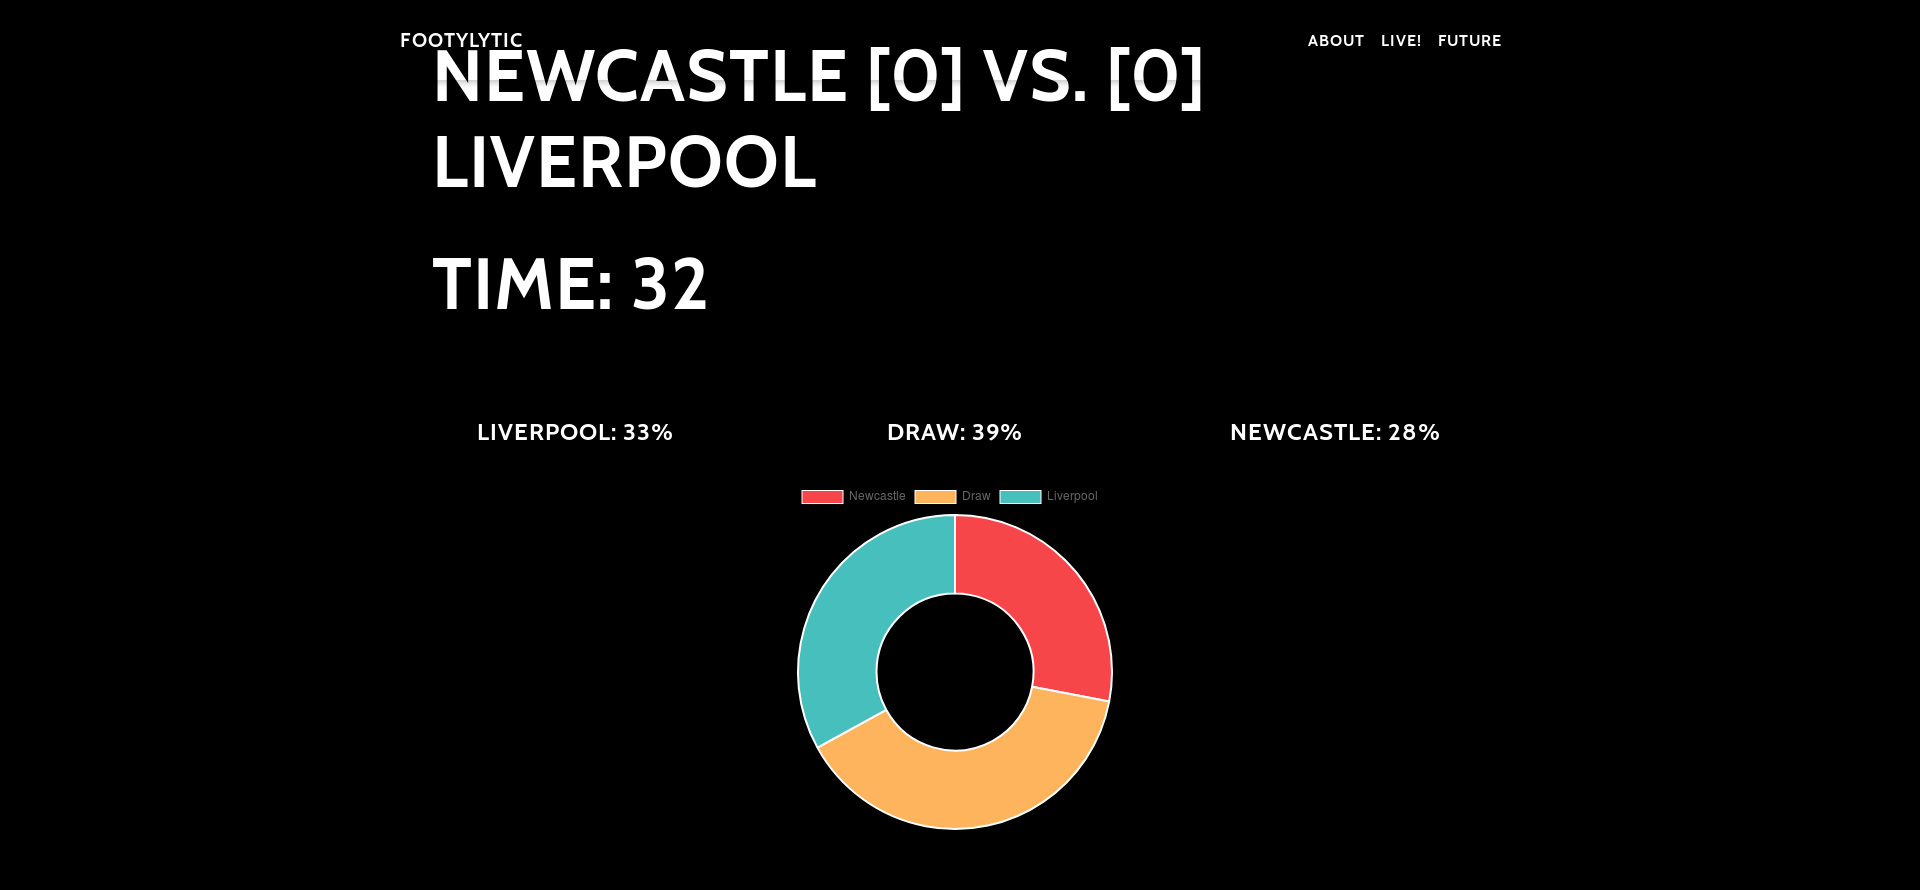 FOOTYLYTIC ABOUT LIVE! FUTURE
NEWCASTLE [0] VS. [0]
LIVERPOOL
TIME: 32
LIVERPOOL: 33% DRAW: 39% NEWCASTLE: 28%
Newcastle Draw Liverpool